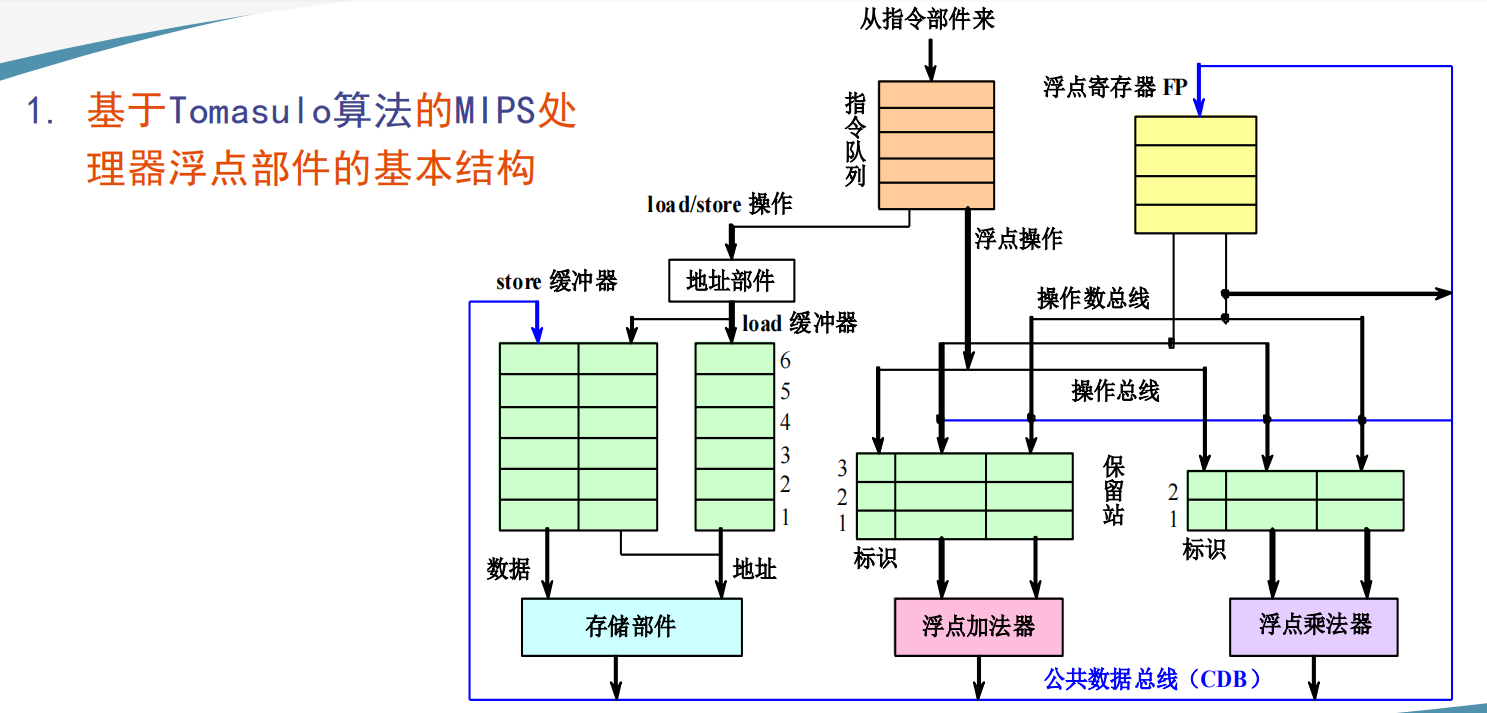 1. 基于Tomasulo算法的MIPS处
理器浮点部件的基本结构
从指令部件来
指令队列
浮点寄存器 FP
load/store 操作
浮点操作
地址部件
store 缓冲器
load 缓冲器
操作数总线
操作总线
6
5
4
3
2
1
3
2
1
保留站
2
1
标识
标识
数据
地址
存储部件
浮点加法器
浮点乘法器
公共数据总线（CDB）